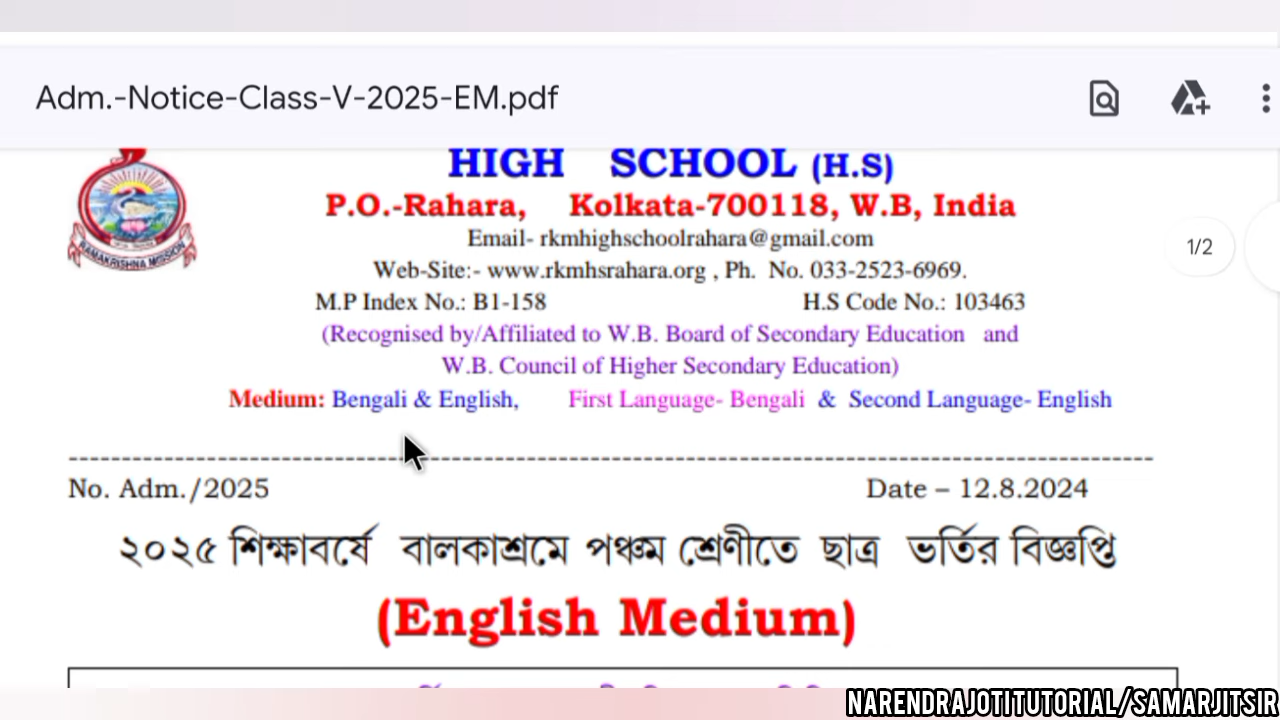 Adm.-Notice-Class-V-2025-EM.pdf
HIGH SCHOOL (H.S)
P.O.-Rahara, Kolkata-700118, W.B, India
Email- rkmhighschoolrahara@gmail.com
Web-Site:- www.rkmhsrahara.org , Ph. No. 033-2523-6969.
M.P Index No.: B1-158 H.S Code No.: 103463
(Recognised by/Affiliated to W.B. Board of Secondary Education and
W.B. Council of Higher Secondary Education)
Medium: Bengali & English, First Language- Bengali & Second Language- English
RAMAKRISHNA MISSION
1/2
No. Adm./2025 Date – 12.8.2024
২০২৫ শিক্ষাবর্ষে বালকাশ্রমে পঞ্চম শ্রেণীতে ছাত্র ভর্তির বিজ্ঞপ্তি
(English Medium)
NARENDRAJOTITUTORIAL/SAMARJITSIR